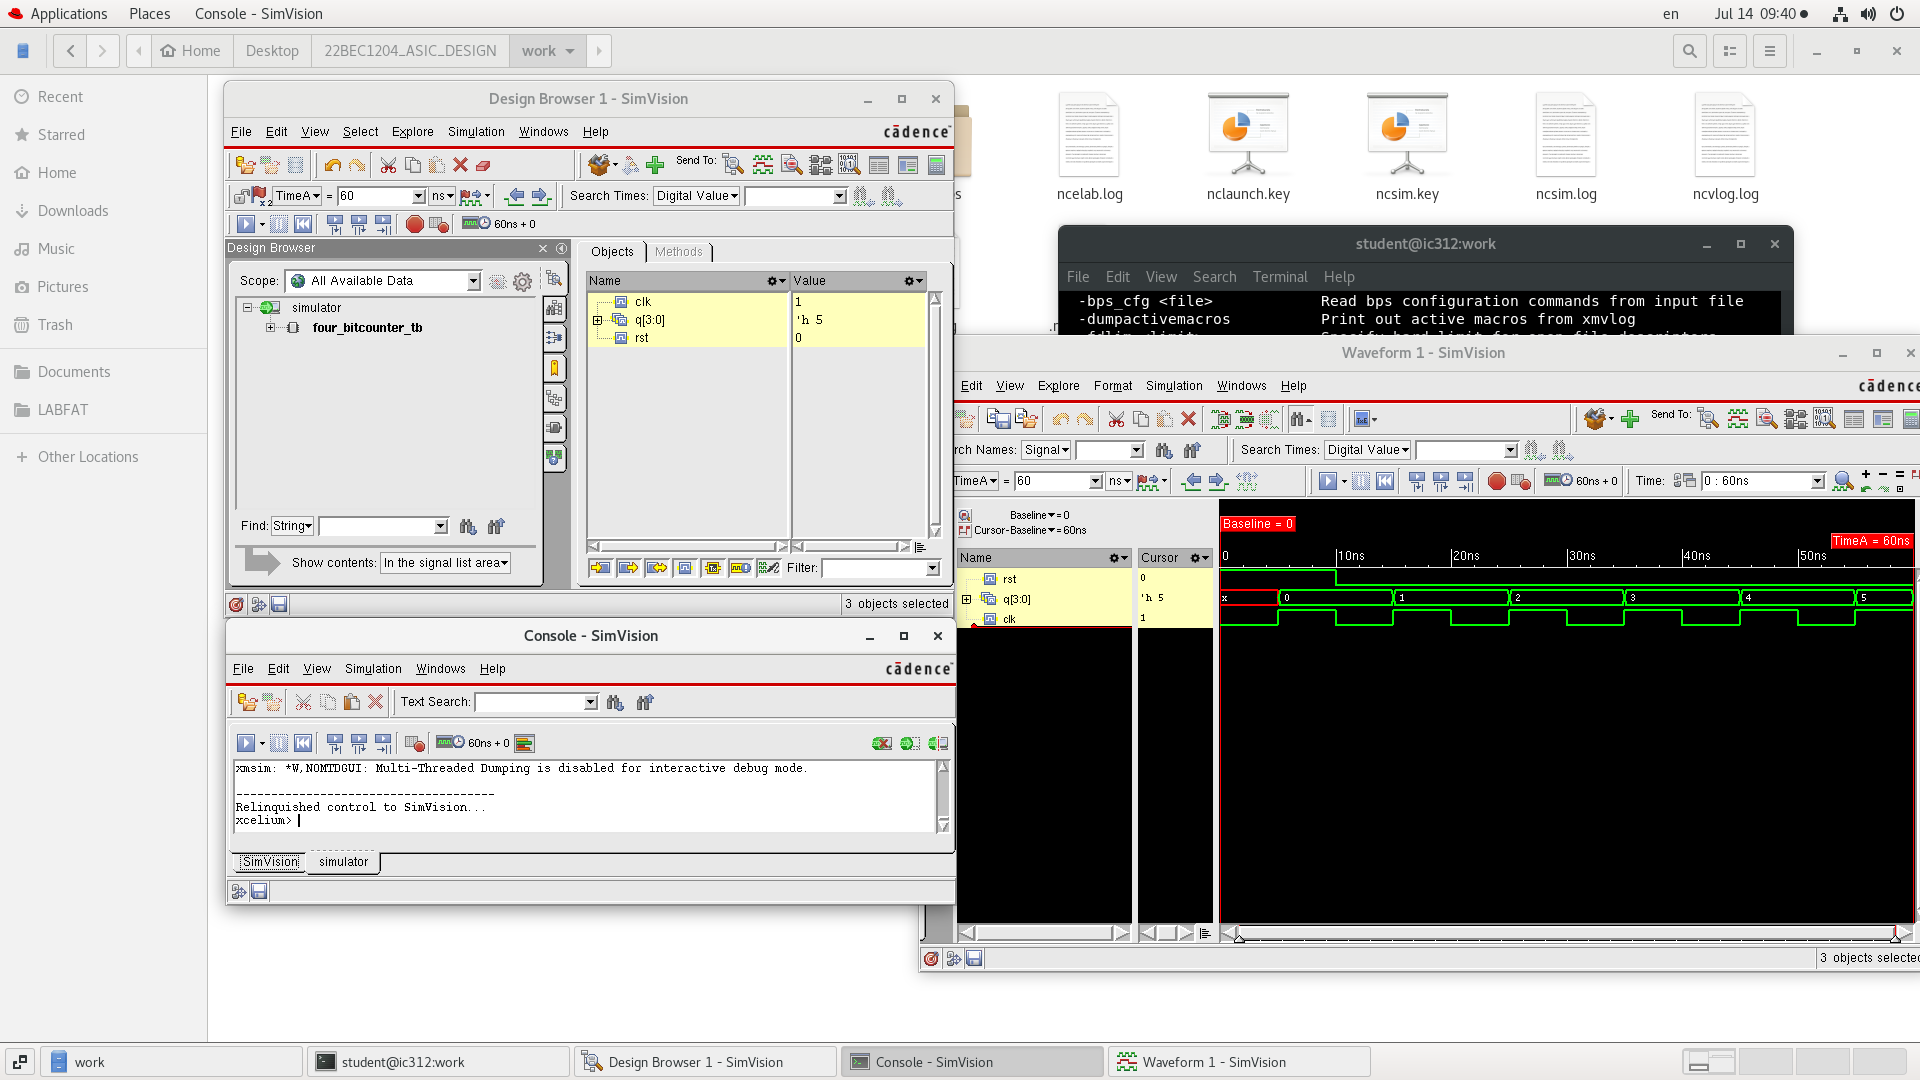 Applications Places Console - SimVision
en Jul 14 09:40
Home Desktop 22BEC1204_ASIC_DESIGN work
Recent
Starred
Home
Downloads
Music
Pictures
Trash
Documents
LABFAT
+ Other Locations
ncelab.log nclaunch.key ncsim.key ncsim.log ncvlog.log
Design Browser 1 - SimVision
File Edit View Select Explore Simulation Windows Help
cādence
Send To:
TimeA = 60 ns Search Times: Digital Value
60ns + 0
Design Browser
Scope: All Available Data
simulator
four_bitcounter_tb
Find: String
Show contents: In the signal list area
Objects Methods
Name Value
clk 1
q[3:0] 'h 5
rst 0
Filter:
3 objects selected
student@ic312:work
File Edit View Search Terminal Help
-bps_cfg <file> Read bps configuration commands from input file
-dumpactivemacros Print out active macros from xmvlog
Console - SimVision
File Edit View Simulation Windows Help
cādence
Text Search:
60ns + 0
xmsim: *W,NOMTDGUI: Multi-Threaded Dumping is disabled for interactive debug mode.
-------------------------------------
Relinquished control to SimVision...
xcelium>
SimVision simulator
Waveform 1 - SimVision
Edit View Explore Format Simulation Windows Help
cādence
Send To:
rch Names: Signal Search Times: Digital Value
TimeA = 60 ns 60ns + 0 Time: 0 : 60ns
Baseline = 0
Cursor-Baseline = 60ns
Name Cursor
rst 0
q[3:0] 'h 5
clk 1
Baseline = 0
TimeA = 60ns
0 10ns 20ns 30ns 40ns 50ns
x 0 1 2 3 4 5
3 objects selected
work student@ic312:work Design Browser 1 - SimVision Console - SimVision Waveform 1 - SimVision